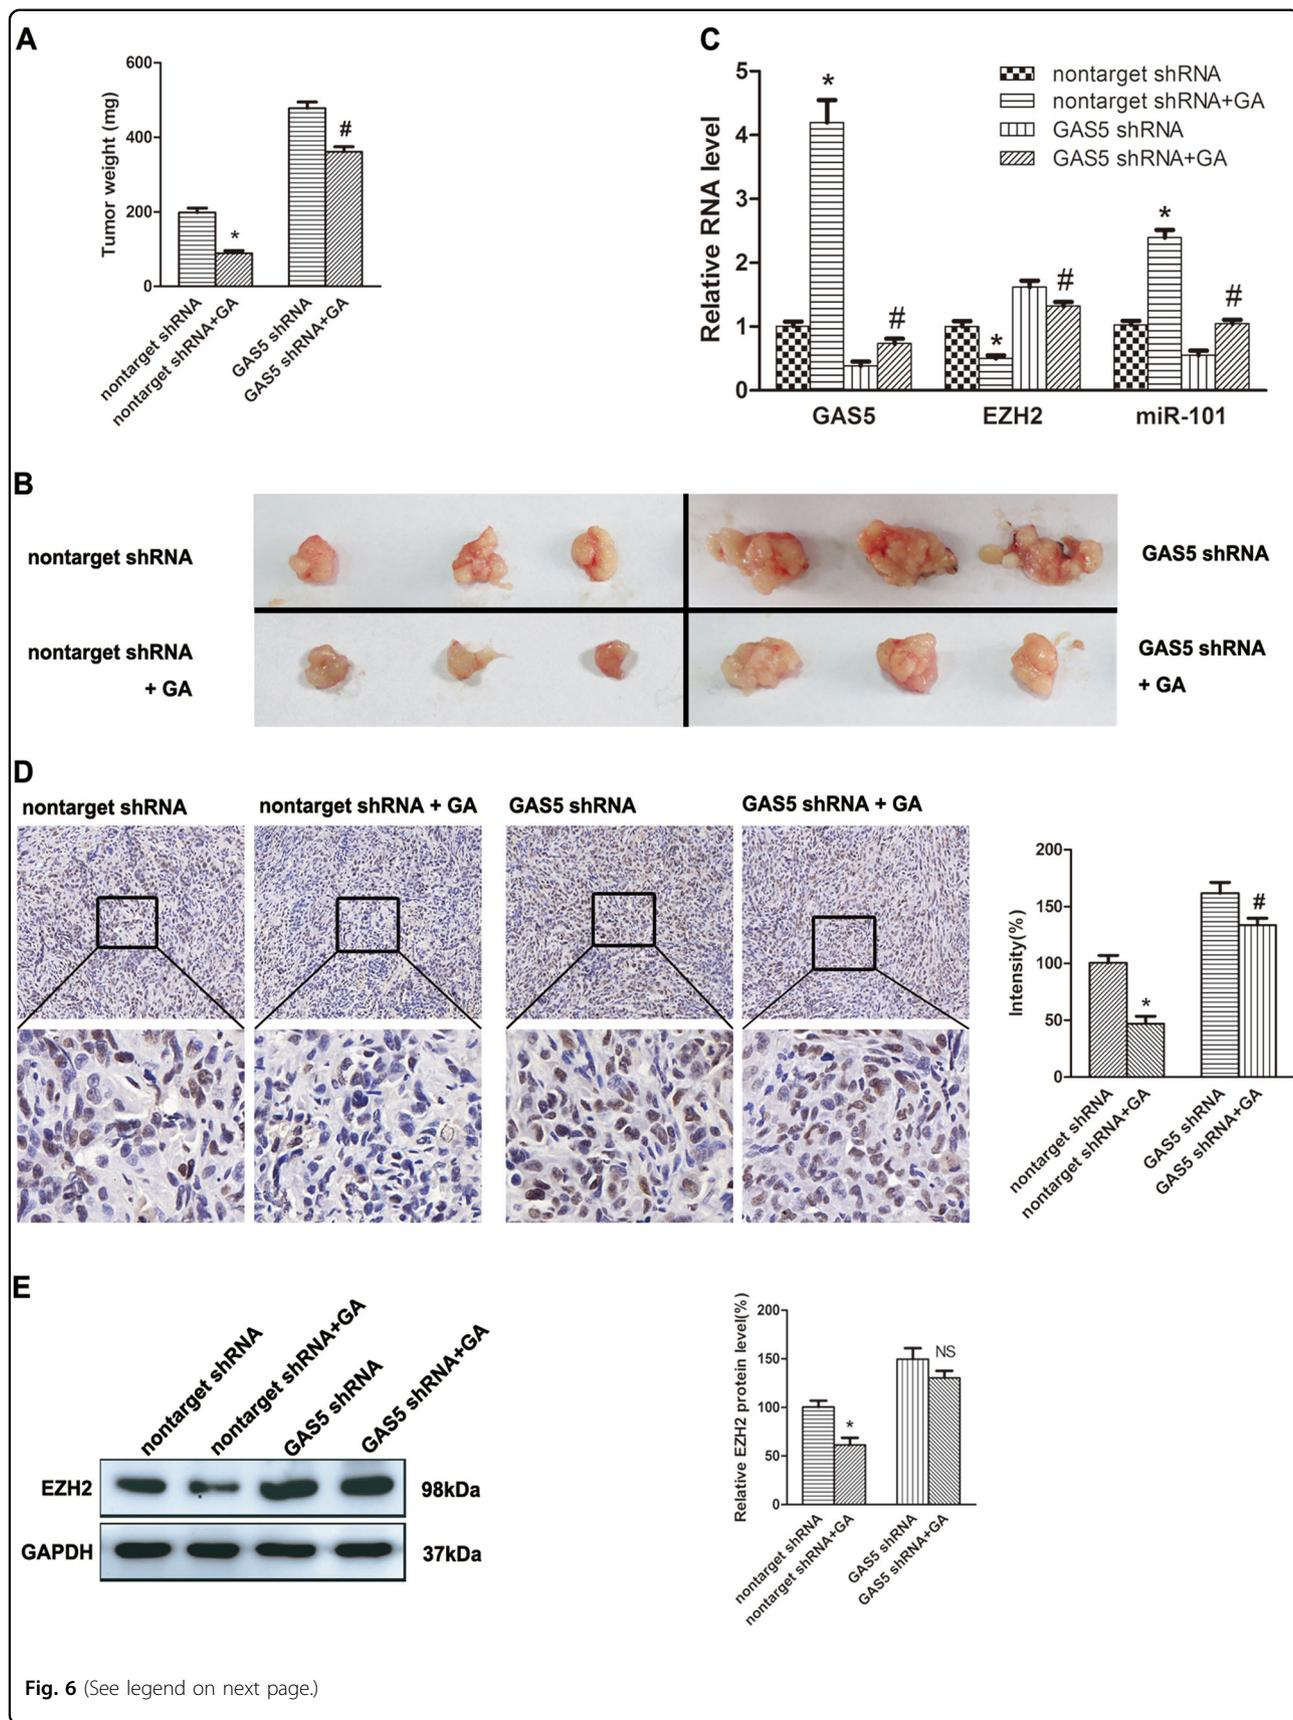 A
600
400
200
0
Tumor weight (mg)
*
#
nontarget shRNA
nontarget shRNA+GA
GAS5 shRNA
GAS5 shRNA+GA
C
5
4
3
2
1
0
Relative RNA level
nontarget shRNA
nontarget shRNA+GA
GAS5 shRNA
GAS5 shRNA+GA
*
#
*
#
*
#
GAS5
EZH2
miR-101
B
nontarget shRNA
GAS5 shRNA
nontarget shRNA
+ GA
GAS5 shRNA
+ GA
D
nontarget shRNA
nontarget shRNA + GA
GAS5 shRNA
GAS5 shRNA + GA
200
150
100
50
0
Intensity(%)
*
#
nontarget shRNA
nontarget shRNA+GA
GAS5 shRNA
GAS5 shRNA+GA
E
nontarget shRNA
nontarget shRNA+GA
GAS5 shRNA
GAS5 shRNA+GA
EZH2
98kDa
GAPDH
37kDa
200
150
100
50
0
Relative EZH2 protein level(%)
*
NS
nontarget shRNA
nontarget shRNA+GA
GAS5 shRNA
GAS5 shRNA+GA
Fig. 6 (See legend on next page.)